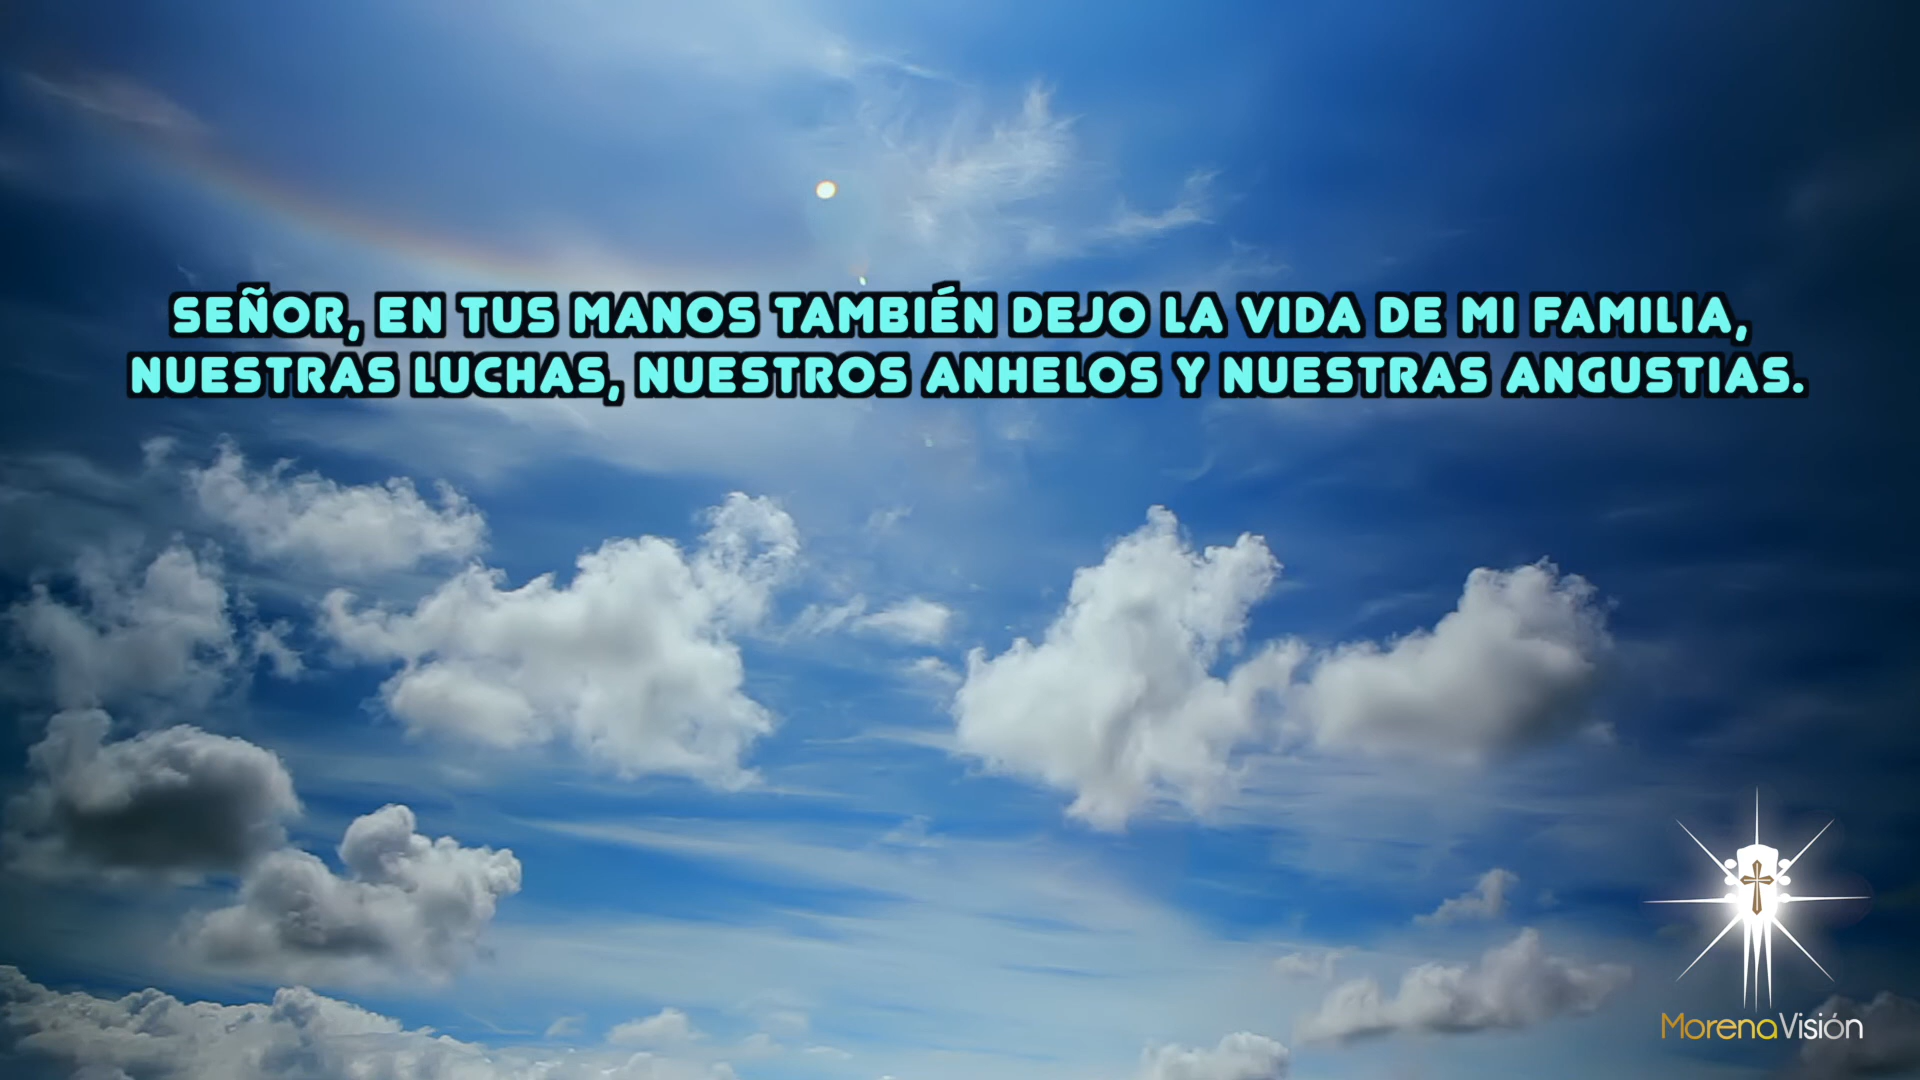 SEÑOR, EN TUS MANOS TAMBIÉN DEJO LA VIDA DE MI FAMILIA,
NUESTRAS LUCHAS, NUESTROS ANHELOS Y NUESTRAS ANGUSTIAS.
MorenaVisión